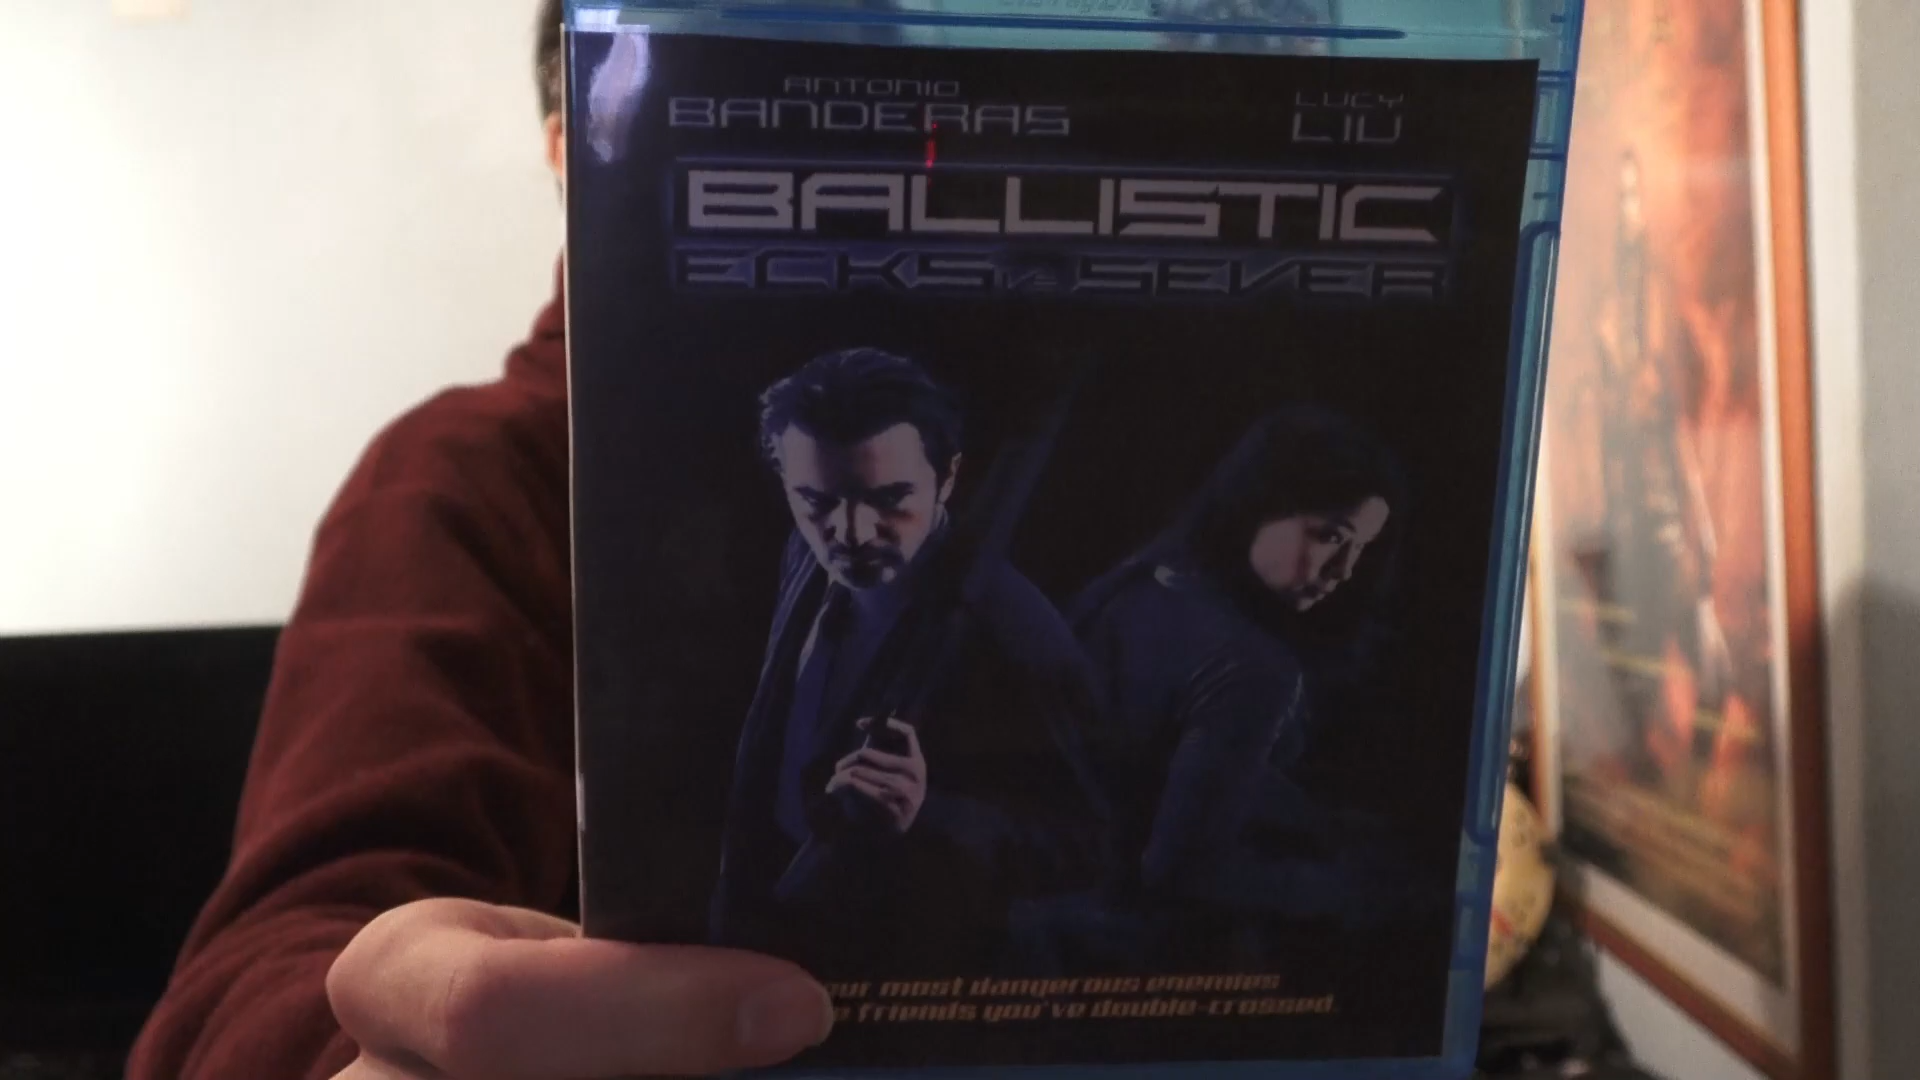 ANTONIO
BANDERAS
LUCY
LIU
BALLISTIC
ECKS vs SEVER
most dangerous enemies
friends you've double-crossed.